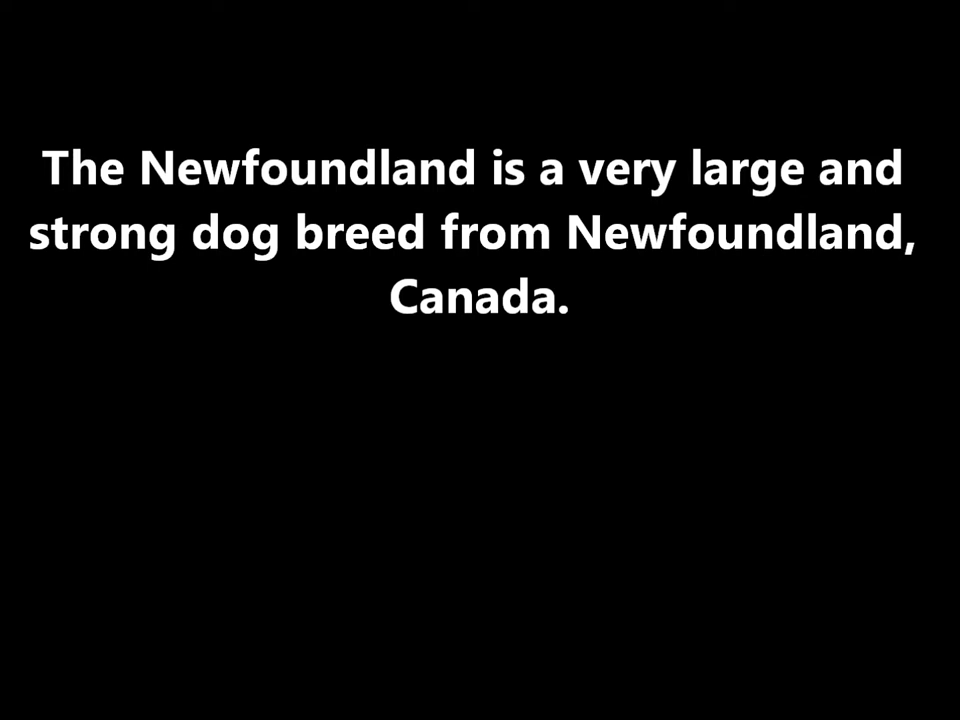 The Newfoundland is a very large and
strong dog breed from Newfoundland,
Canada.